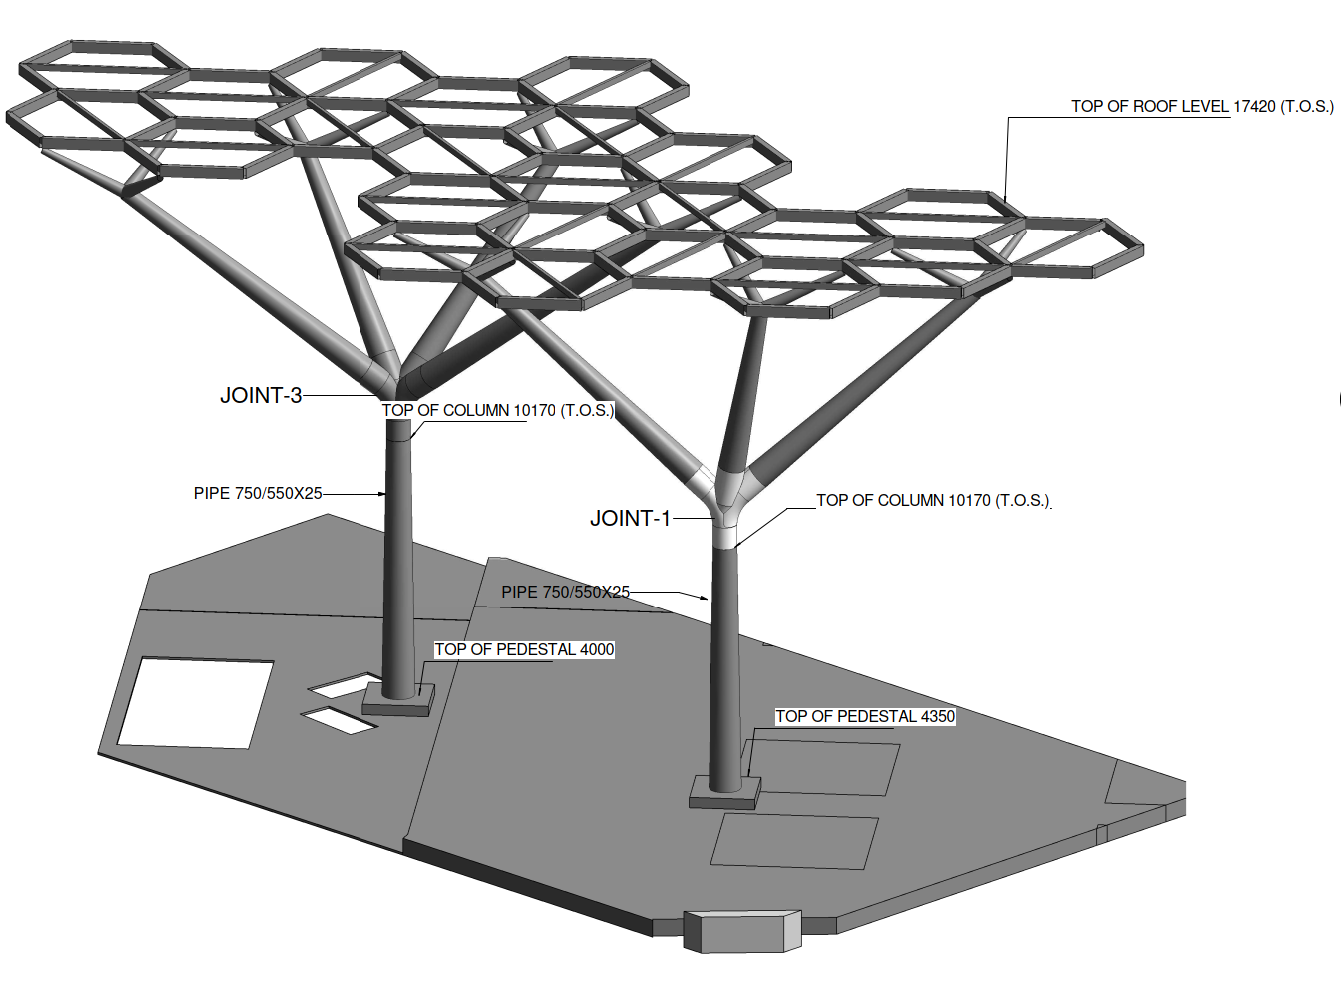 TOP OF ROOF LEVEL 17420 (T.O.S.)
JOINT-3
TOP OF COLUMN 10170 (T.O.S.)
PIPE 750/550X25
TOP OF COLUMN 10170 (T.O.S.)
JOINT-1
PIPE 750/550X25
TOP OF PEDESTAL 4000
TOP OF PEDESTAL 4350